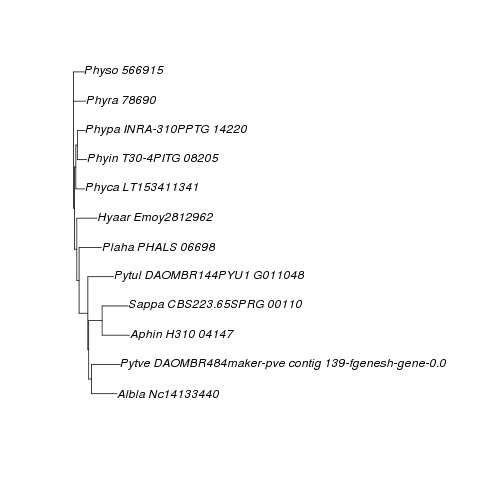 Physo 566915
Phyra 78690
Phypa INRA-310PPTG 14220
Phyin T30-4PITG 08205
Phyca LT153411341
Hyaar Emoy2812962
Plaha PHALS 06698
Pytul DAOMBR144PYU1 G011048
Sappa CBS223.65SPRG 00110
Aphin H310 04147
Pytve DAOMBR484maker-pve contig 139-fgenesh-gene-0.0
Albla Nc14133440